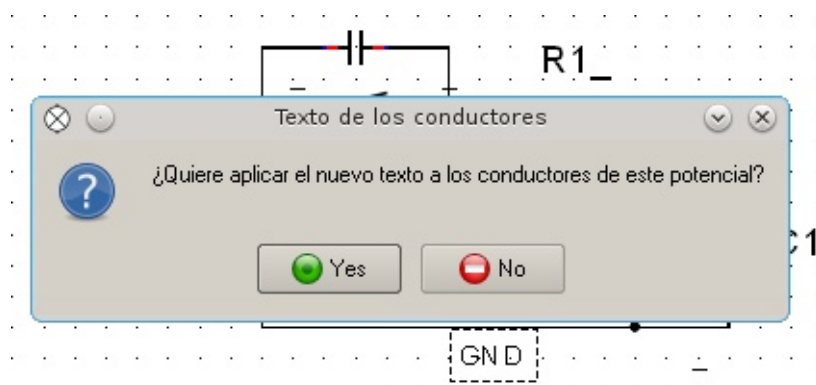 R1_
Texto de los conductores
¿Quiere aplicar el nuevo texto a los conductores de este potencial?
Yes
No
GND
_